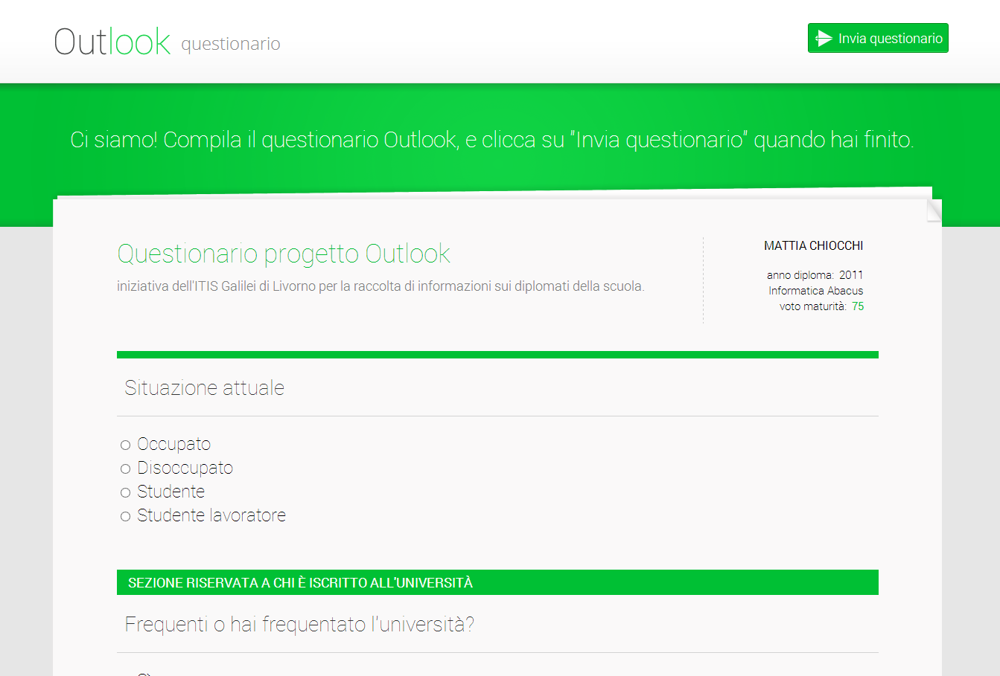 Outlook questionario
Invia questionario
Ci siamo! Compila il questionario Outlook, e clicca su "Invia questionario" quando hai finito.
Questionario progetto Outlook
iniziativa dell'ITIS Galilei di Livorno per la raccolta di informazioni sui diplomati della scuola.
MATTIA CHIOCCHI
anno diploma: 2011
Informatica Abacus
voto maturità: 75
Situazione attuale
Occupato
Disoccupato
Studente
Studente lavoratore
SEZIONE RISERVATA A CHI È ISCRITTO ALL'UNIVERSITÀ
Frequenti o hai frequentato l'università?